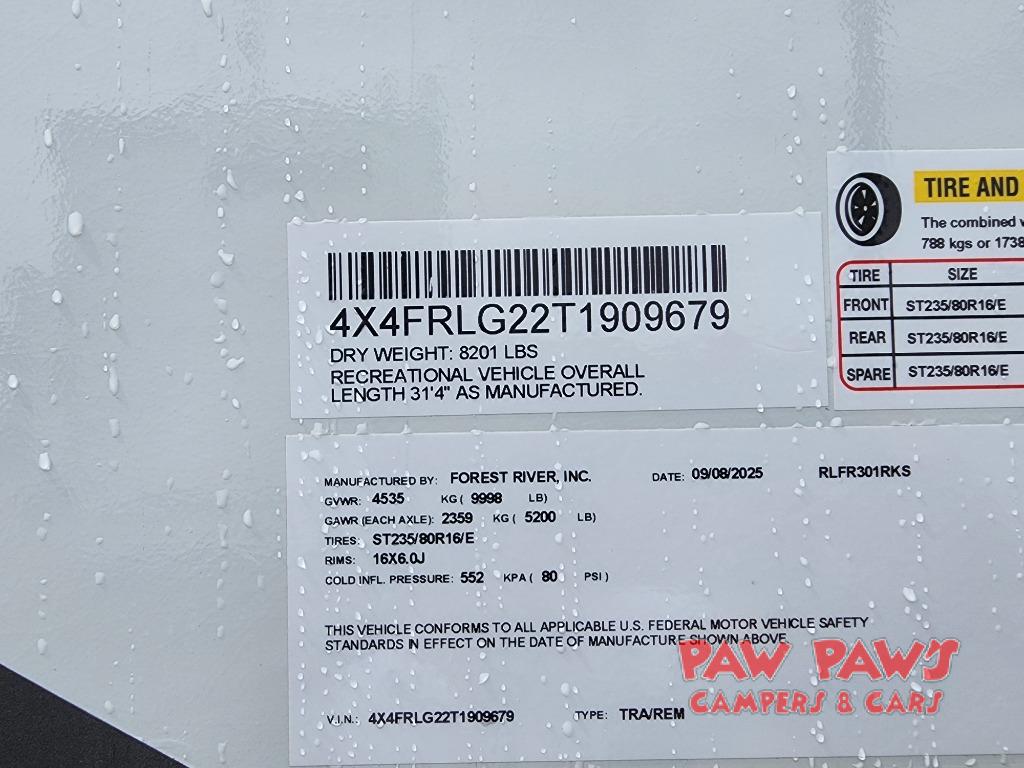 4X4FRLG22T1909679
DRY WEIGHT: 8201 LBS
RECREATIONAL VEHICLE OVERALL
LENGTH 31'4" AS MANUFACTURED.
TIRE AND
The combined
788 kgs or 1738
TIRE SIZE
FRONT ST235/80R16/E
REAR ST235/80R16/E
SPARE ST235/80R16/E
MANUFACTURED BY: FOREST RIVER, INC. DATE: 09/08/2025 RLFR301RKS
GVWR: 4535 KG ( 9998 LB)
GAWR (EACH AXLE): 2359 KG ( 5200 LB)
TIRES: ST235/80R16/E
RIMS: 16X6.0J
COLD INFL. PRESSURE: 552 KPA ( 80 PSI )
THIS VEHICLE CONFORMS TO ALL APPLICABLE U.S. FEDERAL MOTOR VEHICLE SAFETY
STANDARDS IN EFFECT ON THE DATE OF MANUFACTURE SHOWN ABOVE.
V.I.N.: 4X4FRLG22T1909679 TYPE: TRA/REM
PAW PAW'S
CAMPERS & CARS